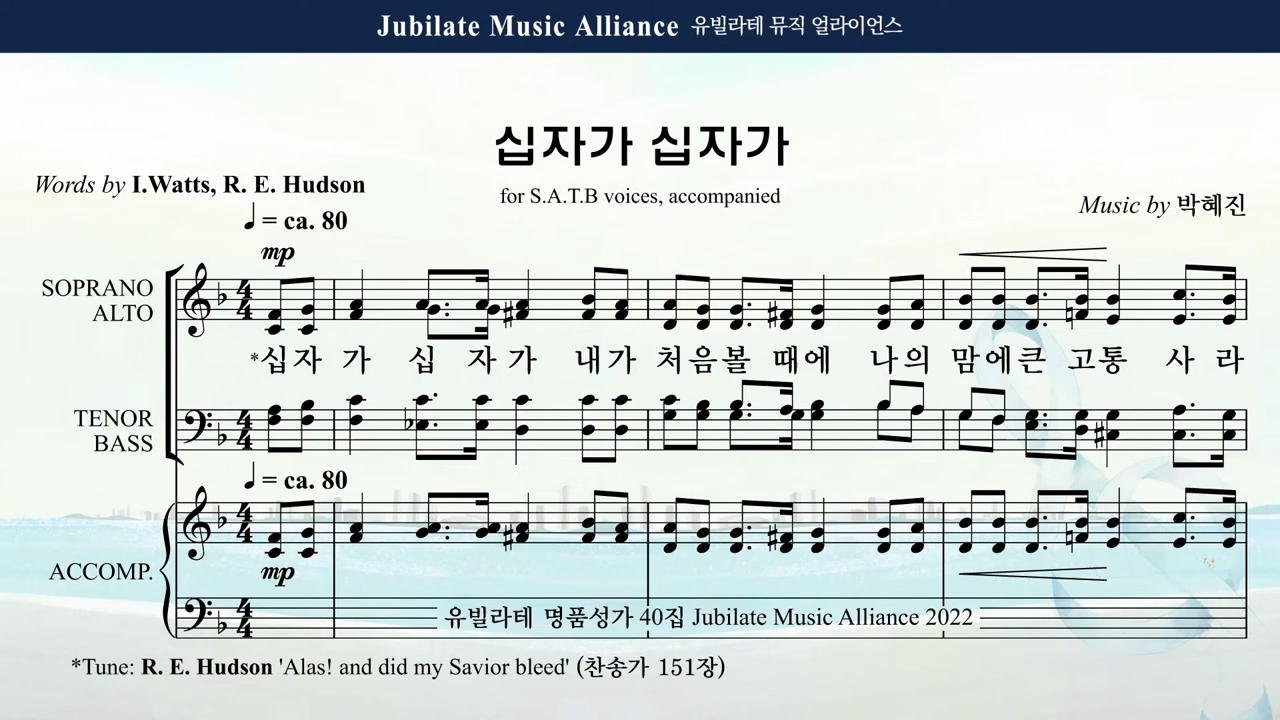 Jubilate Music Alliance 유빌라테 뮤직 얼라이언스
십자가 십자가
Words by I.Watts, R. E. Hudson
for S.A.T.B voices, accompanied
Music by 박혜진
♩ = ca. 80
mp
SOPRANO
ALTO
*십자 가 십 자 가 내가 처음볼 때에 나의 맘에큰 고통 사 라
TENOR
BASS
♩ = ca. 80
ACCOMP.
mp
유빌라테 명품성가 40집 Jubilate Music Alliance 2022
*Tune: R. E. Hudson 'Alas! and did my Savior bleed' (찬송가 151장)